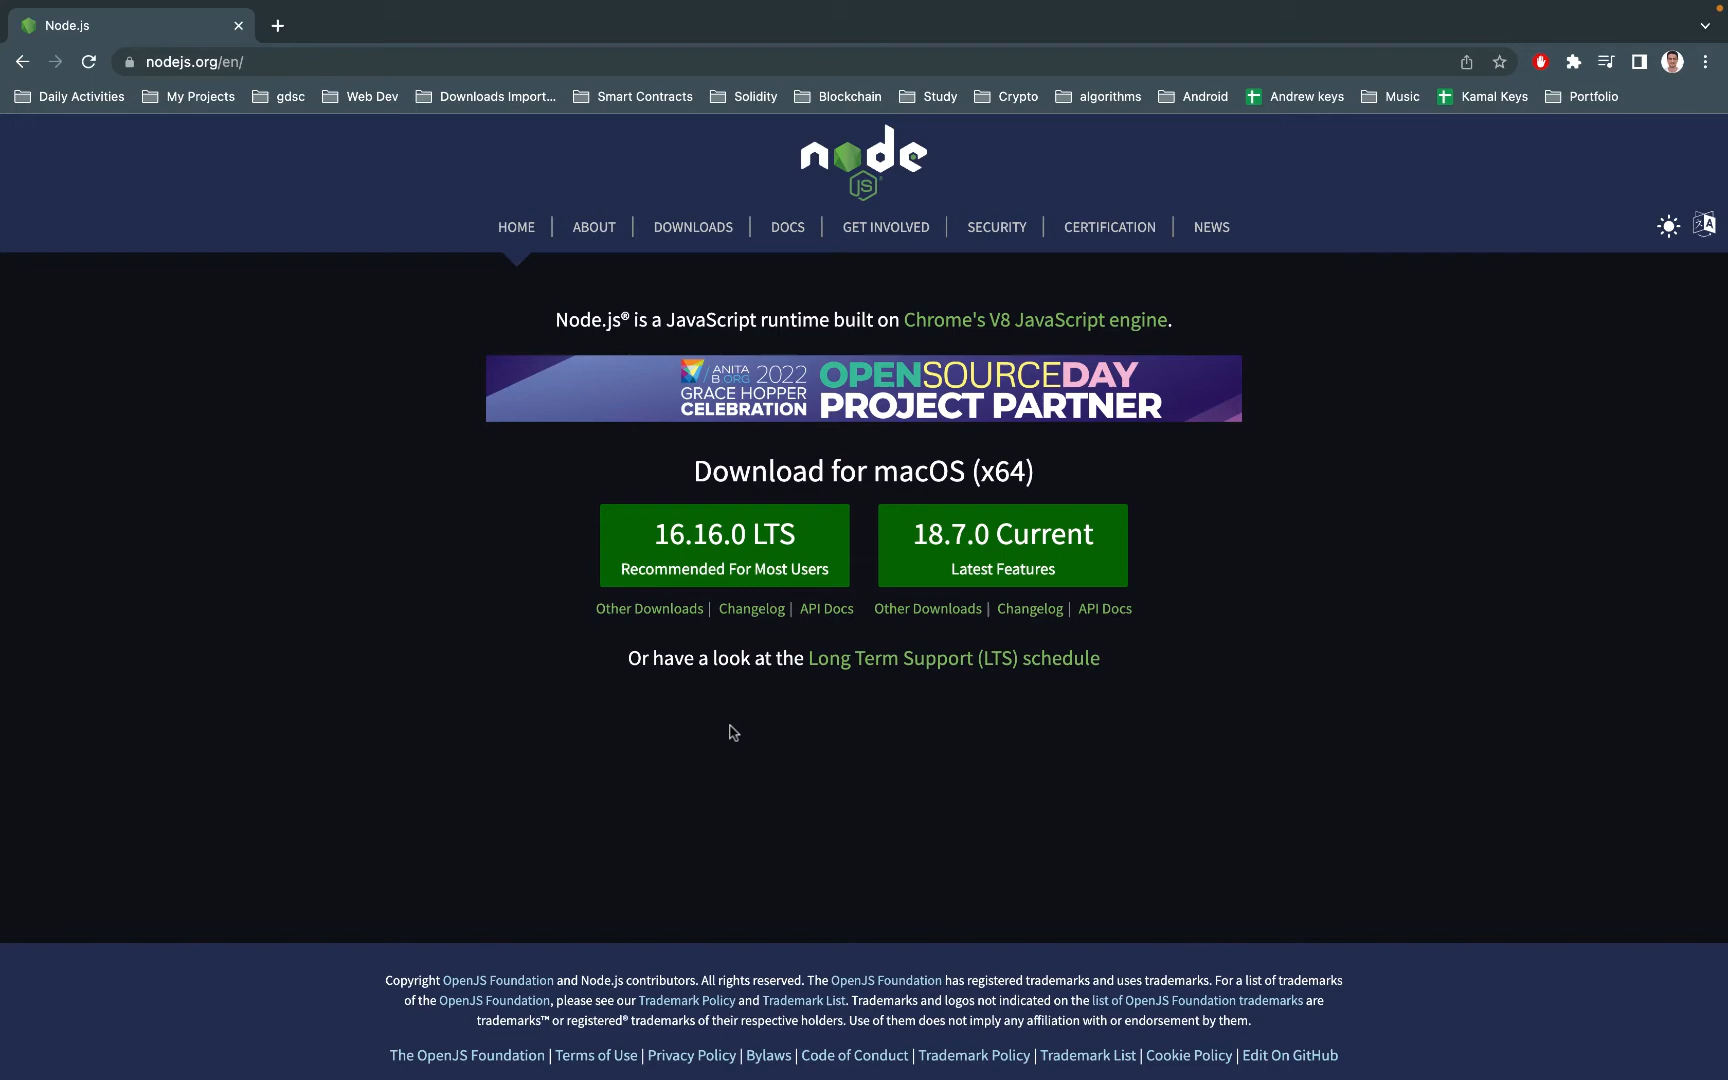 Node.js
nodejs.org/en/
Daily Activities My Projects gdsc Web Dev Downloads Import... Smart Contracts Solidity Blockchain Study Crypto algorithms Android Andrew keys Music Kamal Keys Portfolio
node
JS
HOME | ABOUT | DOWNLOADS | DOCS | GET INVOLVED | SECURITY | CERTIFICATION | NEWS
Node.js® is a JavaScript runtime built on Chrome's V8 JavaScript engine.
ANITA B.ORG 2022
GRACE HOPPER
CELEBRATION
OPENSOURCEDAY
PROJECT PARTNER
Download for macOS (x64)
16.16.0 LTS
Recommended For Most Users
18.7.0 Current
Latest Features
Other Downloads | Changelog | API Docs
Other Downloads | Changelog | API Docs
Or have a look at the Long Term Support (LTS) schedule
Copyright OpenJS Foundation and Node.js contributors. All rights reserved. The OpenJS Foundation has registered trademarks and uses trademarks. For a list of trademarks
of the OpenJS Foundation, please see our Trademark Policy and Trademark List. Trademarks and logos not indicated on the list of OpenJS Foundation trademarks are
trademarks™ or registered® trademarks of their respective holders. Use of them does not imply any affiliation with or endorsement by them.
The OpenJS Foundation | Terms of Use | Privacy Policy | Bylaws | Code of Conduct | Trademark Policy | Trademark List | Cookie Policy | Edit On GitHub